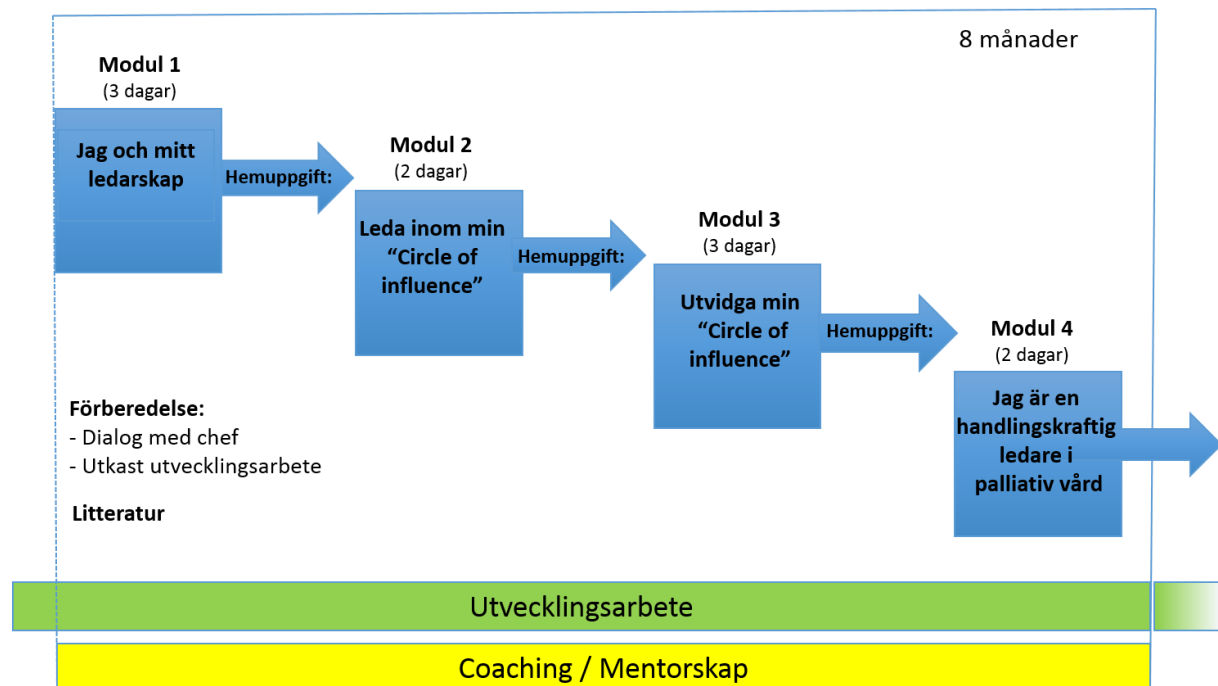 8 månader
Modul 1
(3 dagar)
Jag och mitt
ledarskap
Hemuppgift:
Modul 2
(2 dagar)
Leda inom min
“Circle of
influence”
Hemuppgift:
Modul 3
(3 dagar)
Utvidga min
“Circle of
influence”
Hemuppgift:
Modul 4
(2 dagar)
Jag är en
handlingskraftig
ledare i
palliativ vård
Förberedelse:
- Dialog med chef
- Utkast utvecklingsarbete
Litteratur
Utvecklingsarbete
Coaching / Mentorskap